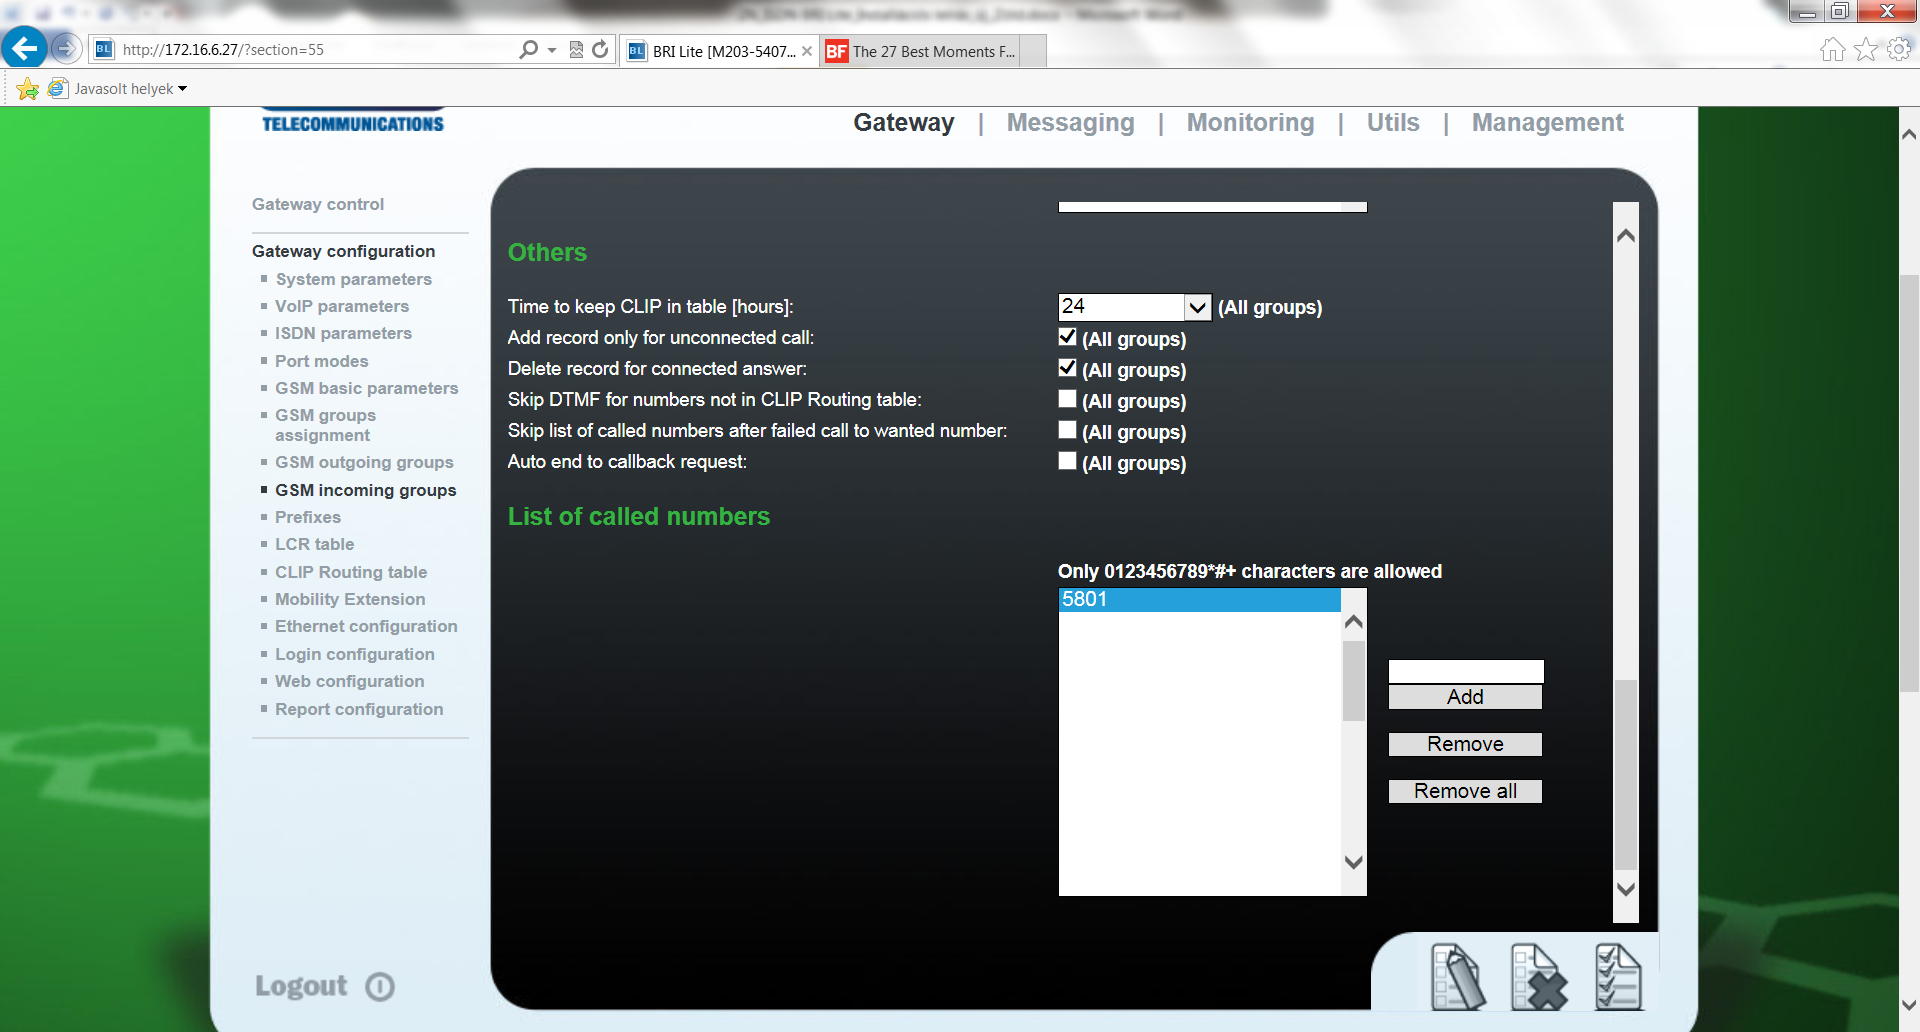 http://172.16.6.27/?section=55
BL
BRI Lite [M203-5407...
BF
The 27 Best Moments F...
Javasolt helyek
TELECOMMUNICATIONS
Gateway | Messaging | Monitoring | Utils | Management
Gateway control
Gateway configuration
System parameters
VoIP parameters
ISDN parameters
Port modes
GSM basic parameters
GSM groups
assignment
GSM outgoing groups
GSM incoming groups
Prefixes
LCR table
CLIP Routing table
Mobility Extension
Ethernet configuration
Login configuration
Web configuration
Report configuration
Logout
Others
Time to keep CLIP in table [hours]: 24 (All groups)
Add record only for unconnected call: (All groups)
Delete record for connected answer: (All groups)
Skip DTMF for numbers not in CLIP Routing table: (All groups)
Skip list of called numbers after failed call to wanted number: (All groups)
Auto end to callback request: (All groups)
List of called numbers
Only 0123456789*#+ characters are allowed
5801
Add
Remove
Remove all